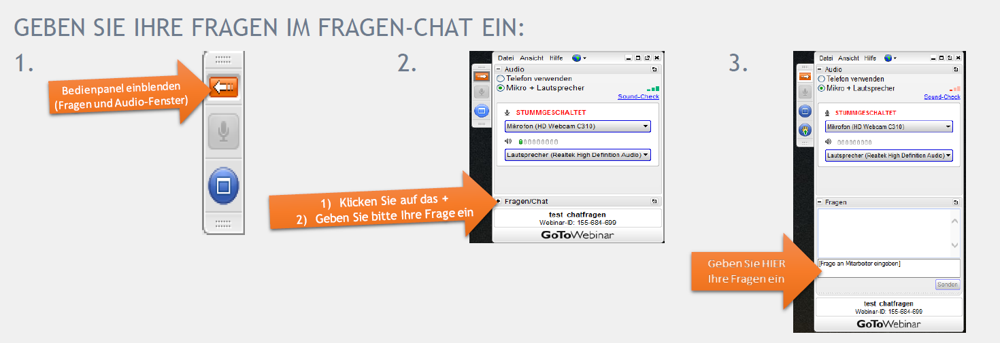 GEBEN SIE IHRE FRAGEN IM FRAGEN-CHAT EIN:
1.
Bedienpanel einblenden
(Fragen und Audio-Fenster)
2.
Datei Ansicht Hilfe
− Audio
Telefon verwenden
Mikro + Lautsprecher
Sound-Check
STUMMGESCHALTET
Mikrofon (HD Webcam C310)
Lautsprecher (Realtek High Definition Audio)
1) Klicken Sie auf das +
2) Geben Sie bitte Ihre Frage ein
+ Fragen/Chat
test chatfragen
Webinar-ID: 155-684-699
GoToWebinar
3.
Datei Ansicht Hilfe
− Audio
Telefon verwenden
Mikro + Lautsprecher
Sound-Check
STUMMGESCHALTET
Mikrofon (HD Webcam C310)
Lautsprecher (Realtek High Definition Audio)
− Fragen
Geben Sie HIER
Ihre Fragen ein
[Frage an Mitarbeiter eingeben]
Senden
test chatfragen
Webinar-ID: 155-684-699
GoToWebinar